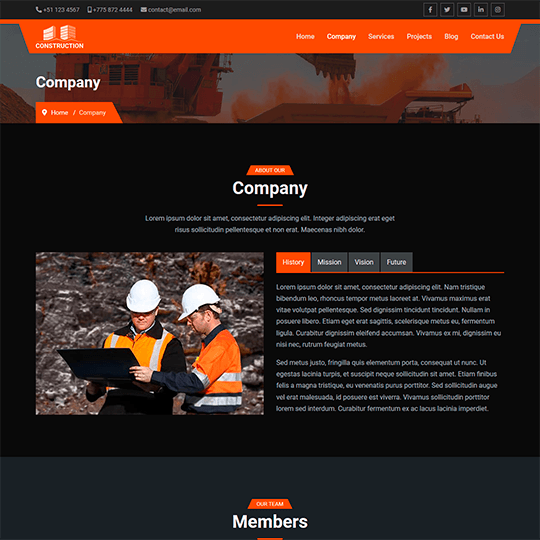 +51 123 4567 +775 872 4444 contact@email.com
CONSTRUCTION
Home Company Services Projects Blog Contact Us
Company
Home / Company
ABOUT OUR
Company
Lorem ipsum dolor sit amet, consectetur adipiscing elit. Integer adipiscing erat eget
risus sollicitudin pellentesque et non erat. Maecenas nibh dolor.
History Mission Vision Future
Lorem ipsum dolor sit amet, consectetur adipiscing elit. Nam tristique
bibendum leo, rhoncus tempor metus laoreet at. Vivamus maximus erat
vitae volutpat pellentesque. Sed dignissim tincidunt tincidunt. Nullam in
posuere libero. Etiam eget erat sagittis, scelerisque metus eu, fermentum
ligula. Curabitur dignissim eleifend accumsan. Vivamus ex mi, dignissim eu
nisi nec, rutrum feugiat metus.
Sed metus justo, fringilla quis elementum porta, consequat ut nunc. Ut
egestas lacinia turpis, et suscipit neque sollicitudin sit amet. Etiam finibus
felis a magna tristique, eu venenatis purus porttitor. Sed sollicitudin augue
vel erat malesuada, id posuere est viverra. Vivamus sollicitudin porttitor
lorem sed interdum. Curabitur fermentum ex ac lacus lacinia imperdiet.
OUR TEAM
Members